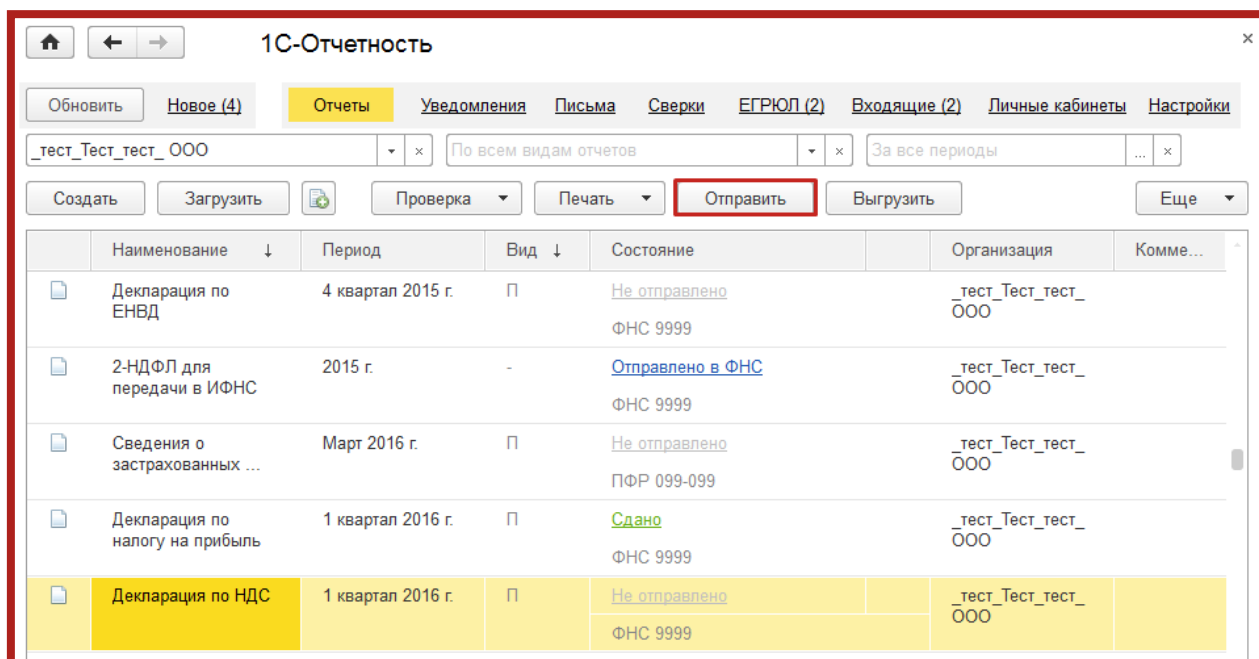 1С-Отчетность
Обновить Новое (4) Отчеты Уведомления Письма Сверки ЕГРЮЛ (2) Входящие (2) Личные кабинеты Настройки
_тест_Тест_тест_ ООО По всем видам отчетов За все периоды ...
Создать Загрузить Проверка Печать Отправить Выгрузить Еще
Наименование ↓ Период Вид ↓ Состояние Организация Комме...
Декларация по 4 квартал 2015 г. П Не отправлено _тест_Тест_тест_
ЕНВД ООО
ФНС 9999
2-НДФЛ для 2015 г. - Отправлено в ФНС _тест_Тест_тест_
передачи в ИФНС ООО
ФНС 9999
Сведения о Март 2016 г. П Не отправлено _тест_Тест_тест_
застрахованных ... ООО
ПФР 099-099
Декларация по 1 квартал 2016 г. П Сдано _тест_Тест_тест_
налогу на прибыль ООО
ФНС 9999
Декларация по НДС 1 квартал 2016 г. П Не отправлено _тест_Тест_тест_
ООО
ФНС 9999